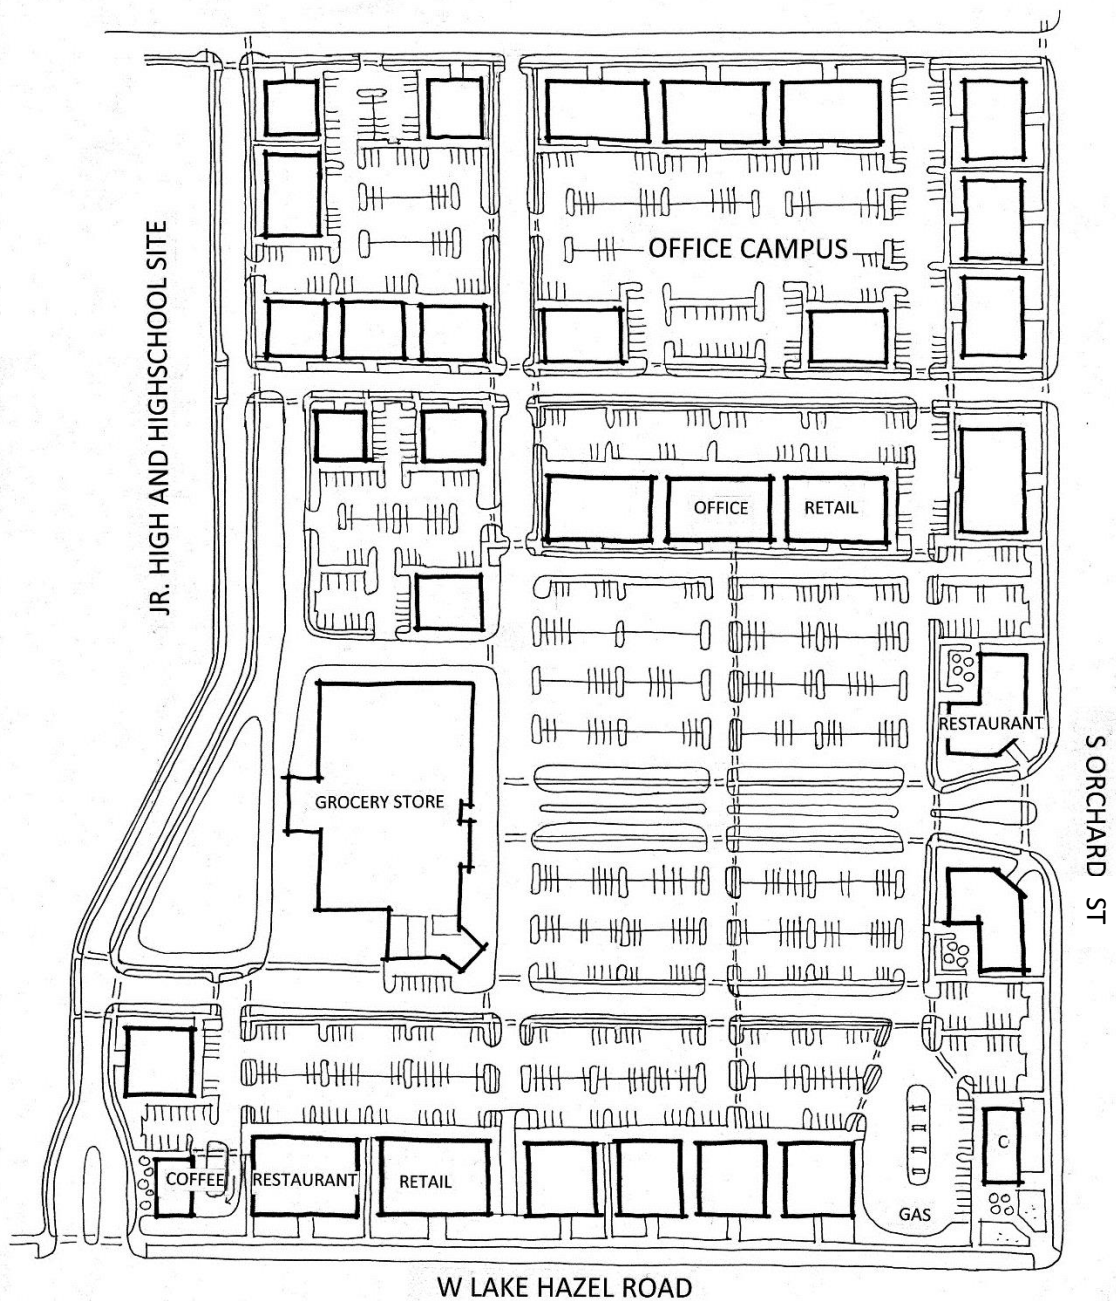 OFFICE CAMPUS
JR. HIGH AND HIGHSCHOOL SITE
OFFICE
RETAIL
RESTAURANT
S ORCHARD ST
GROCERY STORE
C
COFFEE
RESTAURANT
RETAIL
GAS
W LAKE HAZEL ROAD